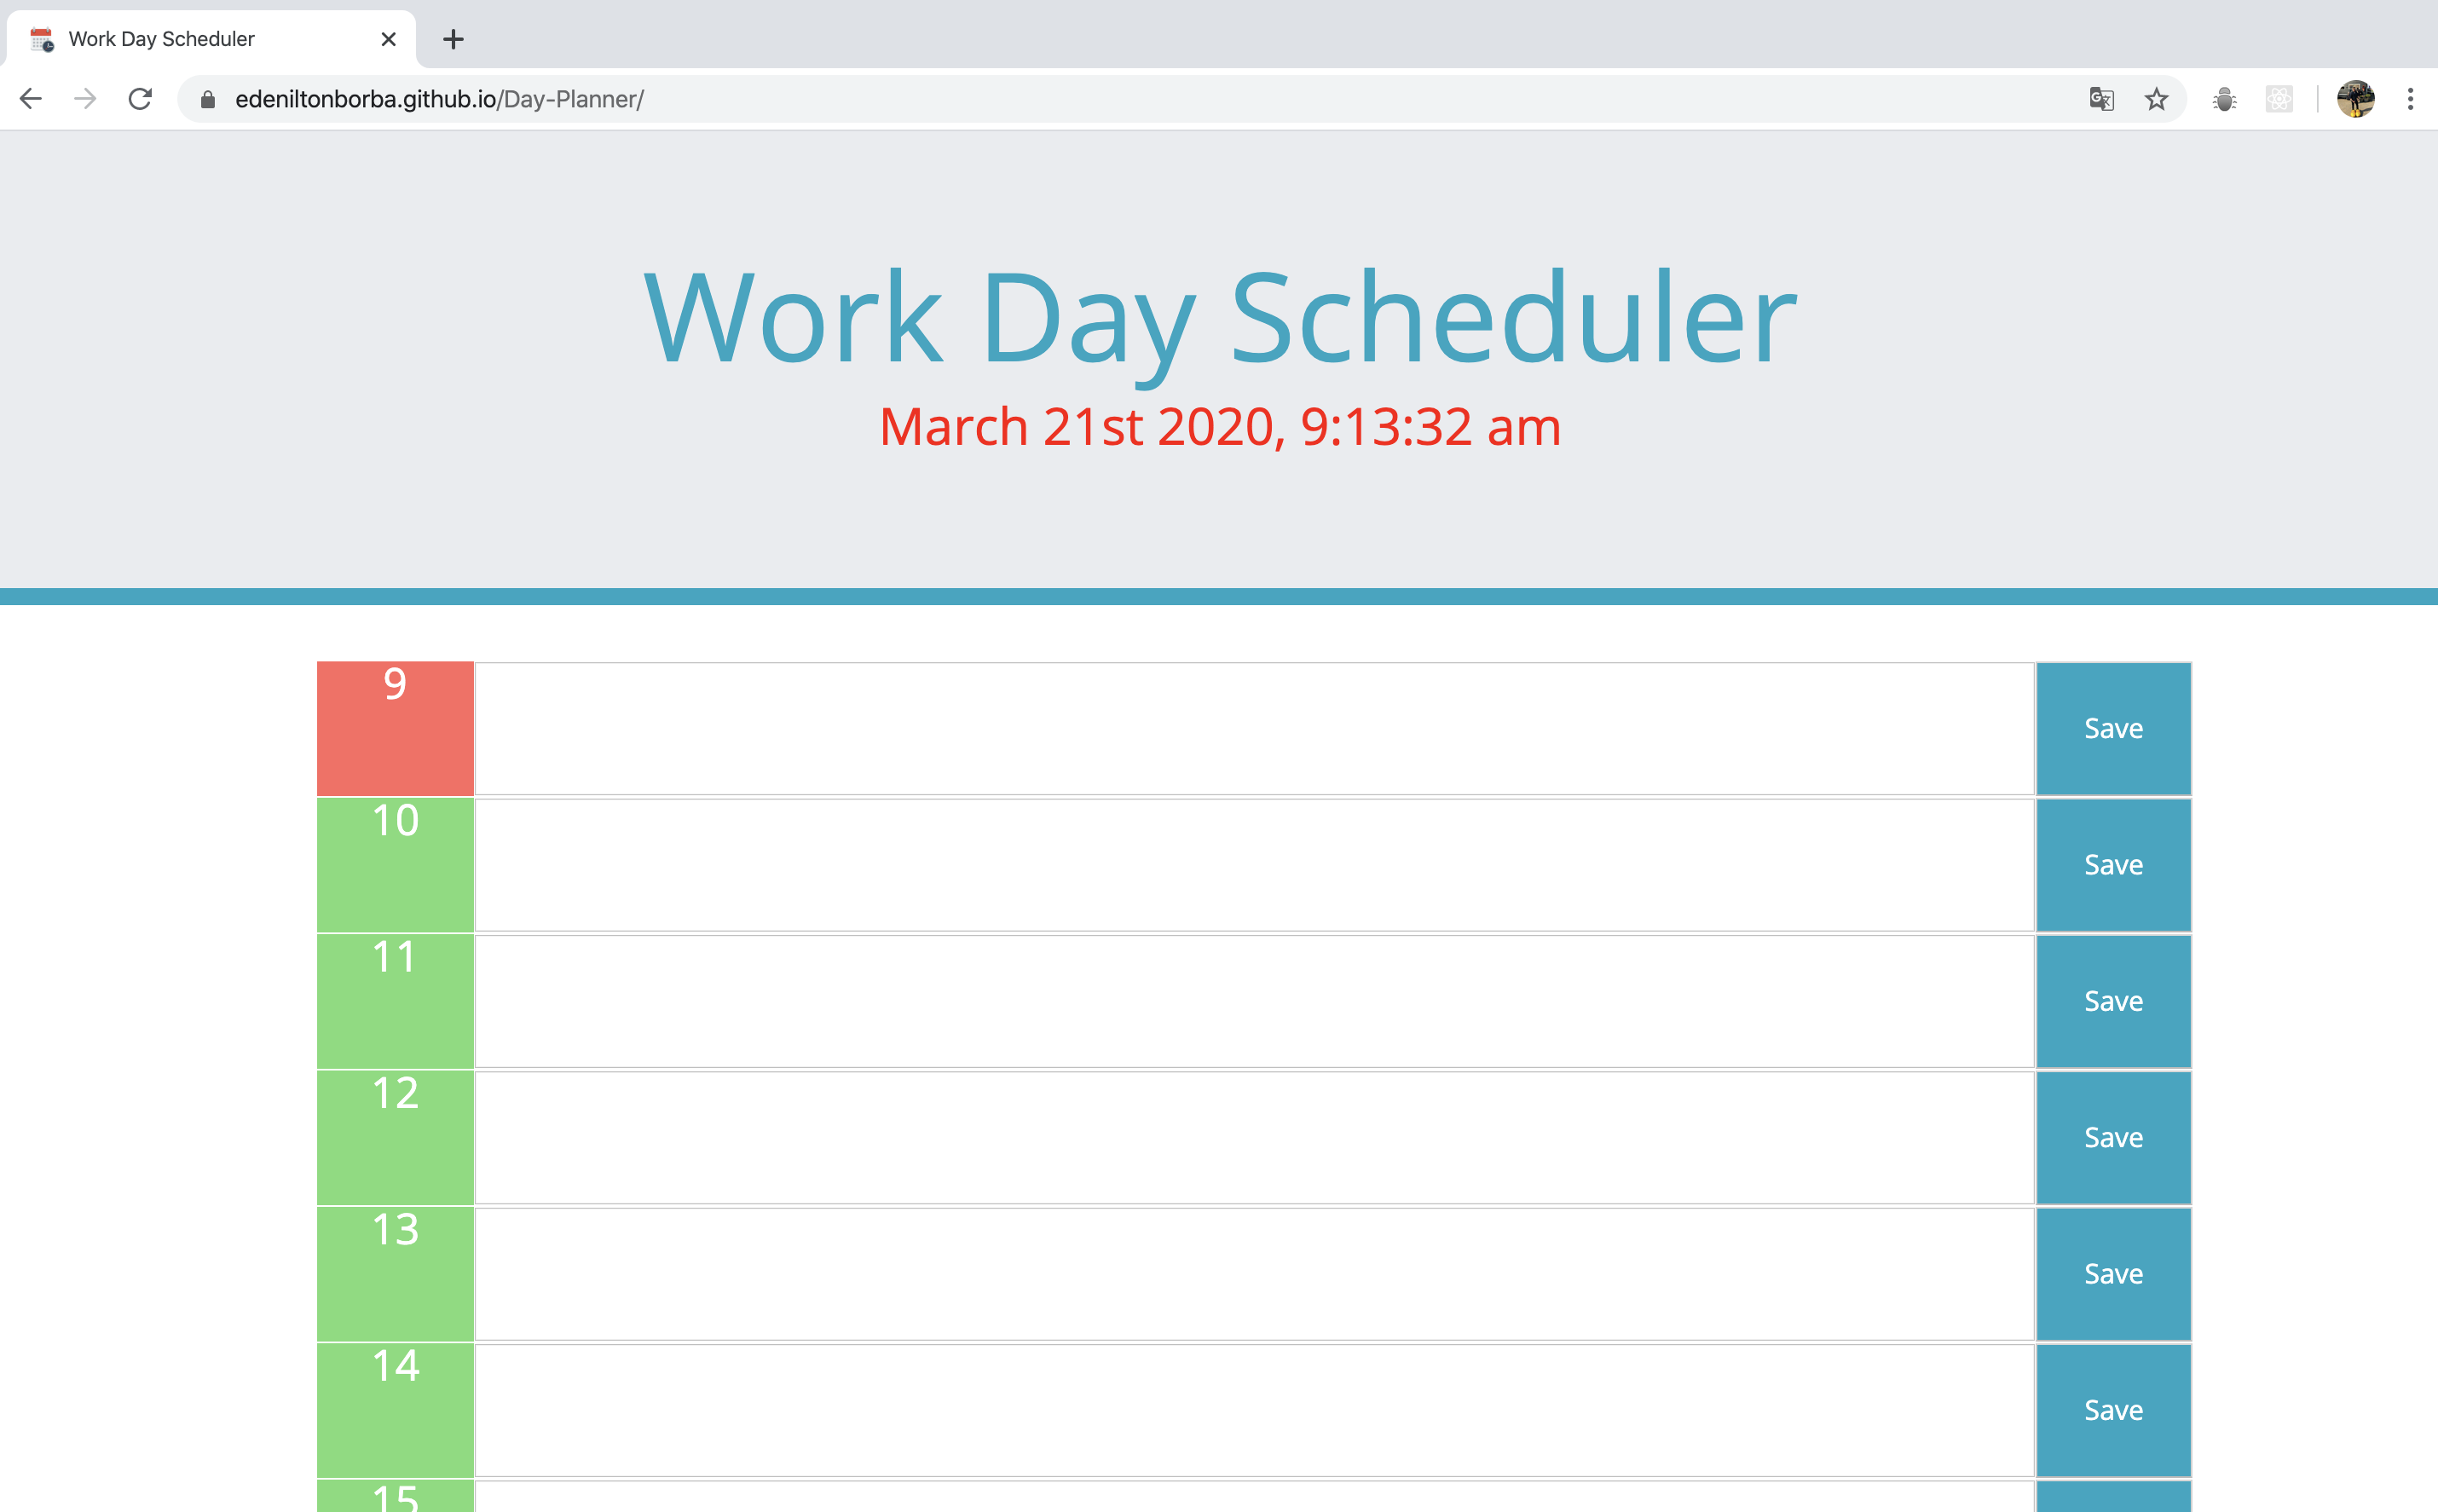 Work Day Scheduler
edeniltonborba.github.io/Day-Planner/
Work Day Scheduler
March 21st 2020, 9:13:32 am
9 Save
10 Save
11 Save
12 Save
13 Save
14 Save
15